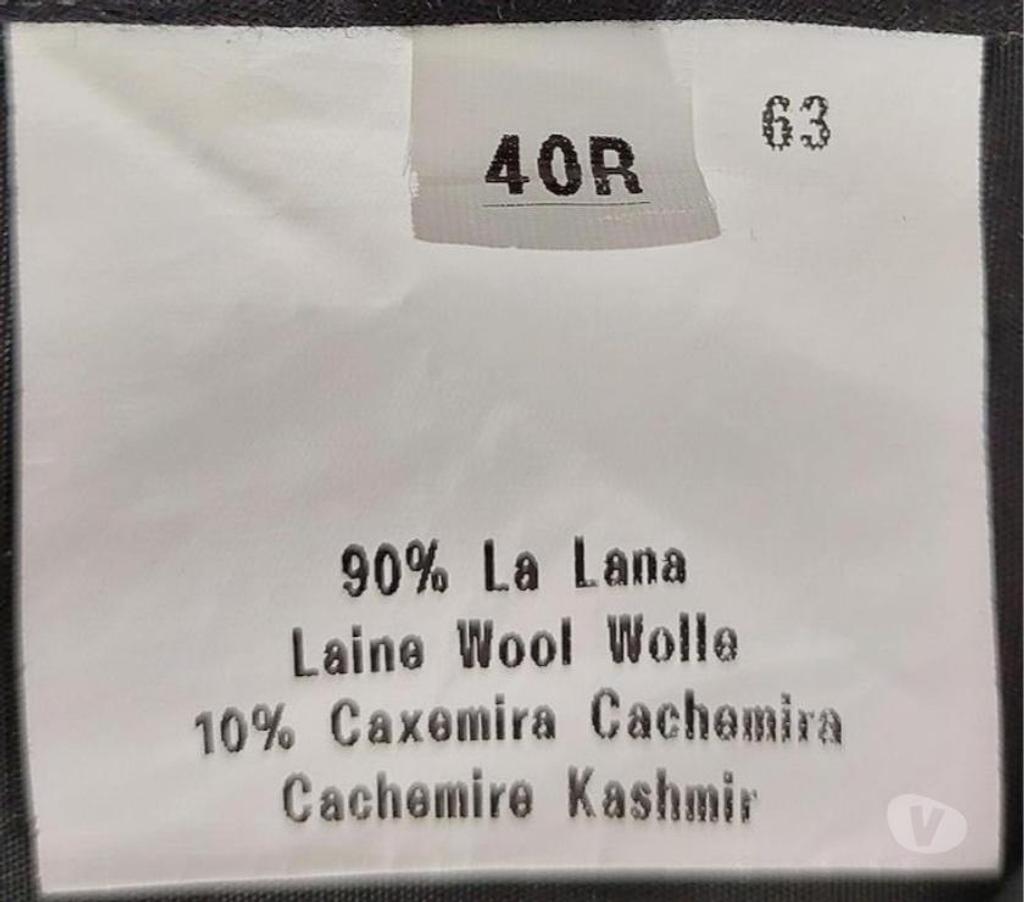 63
40R
90% La Lana
Laine Wool Wolle
10% Caxemira Cachemira
Cachemire Kashmir
V